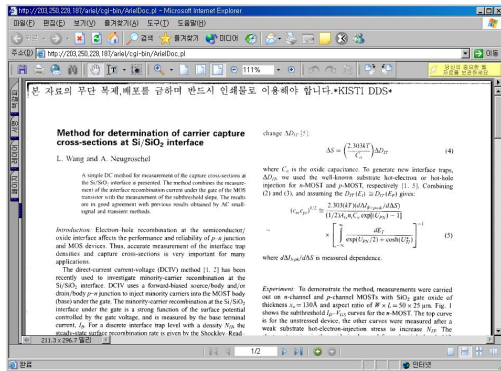 http://203,250,228,187/ariel/cgi-bin/ArielDoc,pl - Microsoft Internet Explorer
파일(F) 편집(E) 보기(V) 즐겨찾기(A) 도구(T) 도움말(H)
뒤로 검색 즐겨찾기 미디어
주소(D) http://203,250,228,187/ariel/cgi-bin/ArielDoc,pl 이동
111%
본 자료의 무단 복제,배포를 금하며 반드시 인쇄물로 이용해야 합니다.*KISTI DDS*
Method for determination of carrier capture
cross-sections at Si/SiO2 interface
L. Wang and A. Neugroschel
A simple DC method for measurement of the capture cross-sections at
the Si/SiO2 interface is presented. The method combines the measure-
ment of the interface recombination current under the gate of the MOS
transistor with the measurement of the subthreshold slope. The results
are in good agreement with previous results obtained by AC small-
signal and transient methods.
Introduction: Electron–hole recombination at the semiconductor/
oxide interface affects the performance and reliability of p-n junction
and MOS devices. Thus, accurate measurement of the interface trap
densities and capture cross-sections is very important for many
applications.
The direct-current current-voltage (DCIV) method [1, 2] has been
recently used to investigate minority-carrier recombination at the
Si/SiO2 interface. DCIV uses a forward-biased source/body and/or
drain/body p-n junction to inject minority carriers into the MOST body
(base) under the gate. The minority-carrier recombination at the Si/SiO2
interface under the gate is a strong function of the surface potential
controlled by the gate voltage, and is measured by the base terminal
current, IB. For a discrete interface trap level with a density NIT, the
steady-state surface recombination rate is given by the Shockley-Read
change ΔDIT [5]:
ΔS = (2.303kT/Cо)ΔDIT (4)
where Co is the oxide capacitance. To generate new interface traps,
ΔDIT, we used the well-known substrate hot-electron or hot-hole
injection for n-MOST and p-MOST, respectively [1, 5]. Combining
(2) and (3), and assuming the DIT(Ei) ≅ DIT(EF) gives:
(5)
where dΔIB-pk/dΔS is measured dependence.
Experiment: To demonstrate the method, measurements were carried
out on n-channel and p-channel MOSTs with SiO2 gate oxide of
thickness xo = 130Å and aspect ratio of W × L = 50 × 25 μm. Fig. 1
shows the subthreshold ID-VGS curves for the n-MOST. The top curve
is for the unstressed device, the other curves were measured after a
weak substrate hot-electron-injection stress to increase NIT. The
211.3 x 296.7 밀리
1/2
완료 인터넷